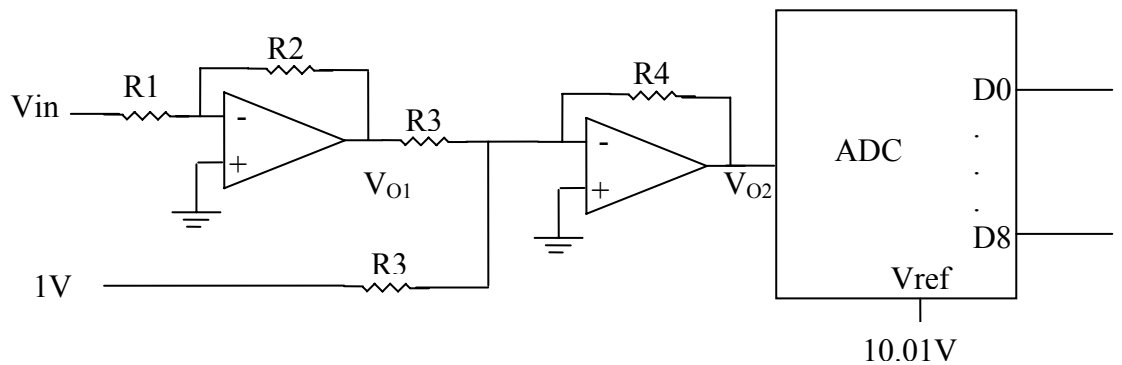 R2
R4
R1
D0
Vin
-
R3
-
ADC
+
VO1
+
VO2
.
.
.
D8
R3
1V
Vref
10.01V